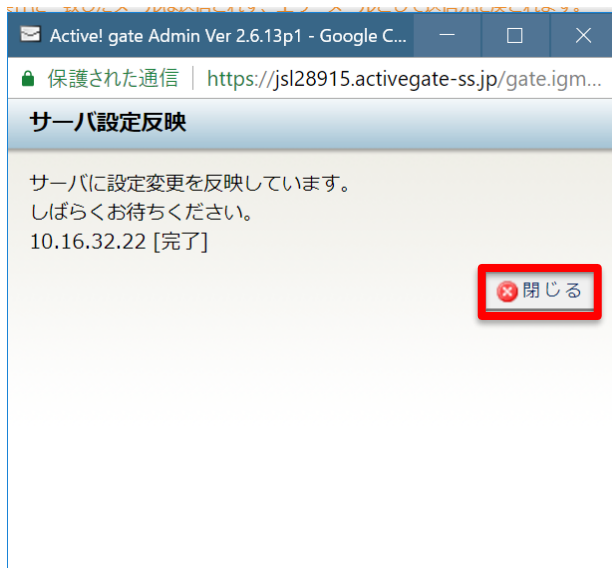 Active! gate Admin Ver 2.6.13p1 - Google C...
保護された通信 | https://jsl28915.activegate-ss.jp/gate.igm...
サーバ設定反映
サーバに設定変更を反映しています。
しばらくお待ちください。
10.16.32.22 [完了]
閉じる